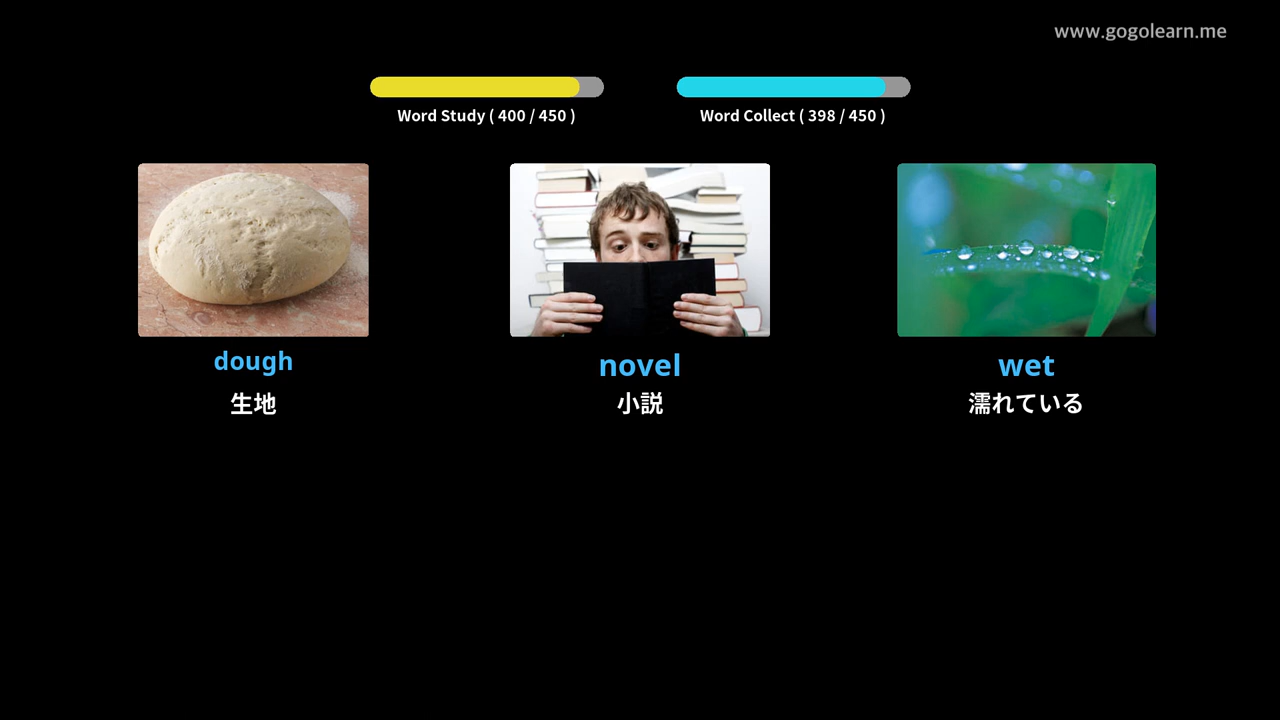 www.gogolearn.me
Word Study ( 400 / 450 )
Word Collect ( 398 / 450 )
dough
novel
wet
生地
小説
濡れている